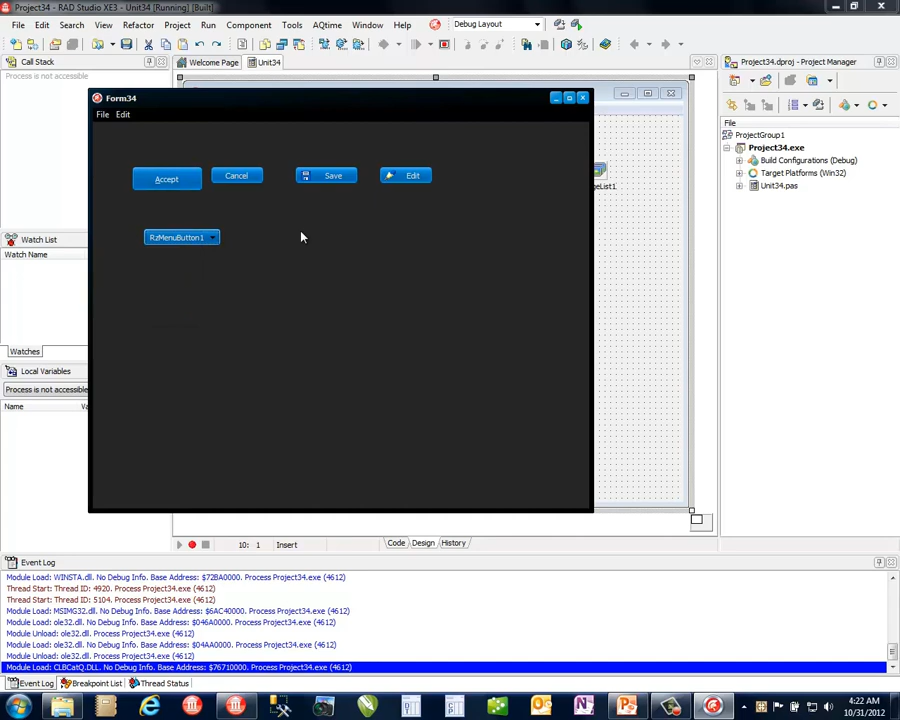 Project34 - RAD Studio XE3 - Unit34 [Running] [Built]
File Edit Search View Refactor Project Run Component Tools AQtime Window Help Debug Layout
Call Stack
Welcome Page Unit34
Project34.dproj - Project Manager
Process is not accessible
Form34
File Edit
File
ProjectGroup1
Project34.exe
Build Configurations (Debug)
Target Platforms (Win32)
Unit34.pas
Accept Cancel Save Edit
geList1
RzMenuButton1
Watch List
Watch Name
Watches
Local Variables
Process is not accessible
Name Va
10: 1 Insert Code Design History
Event Log
Module Load: WINSTA.dll. No Debug Info. Base Address: $72BA0000. Process Project34.exe (4612)
Thread Start: Thread ID: 4920. Process Project34.exe (4612)
Thread Start: Thread ID: 5104. Process Project34.exe (4612)
Module Load: MSIMG32.dll. No Debug Info. Base Address: $6AC40000. Process Project34.exe (4612)
Module Load: ole32.dll. No Debug Info. Base Address: $046A0000. Process Project34.exe (4612)
Module Unload: ole32.dll. Process Project34.exe (4612)
Module Load: ole32.dll. No Debug Info. Base Address: $04AA0000. Process Project34.exe (4612)
Module Unload: ole32.dll. Process Project34.exe (4612)
Module Load: CLBCatQ.DLL. No Debug Info. Base Address: $76710000. Process Project34.exe (4612)
Event Log Breakpoint List Thread Status
4:22 AM
10/31/2012